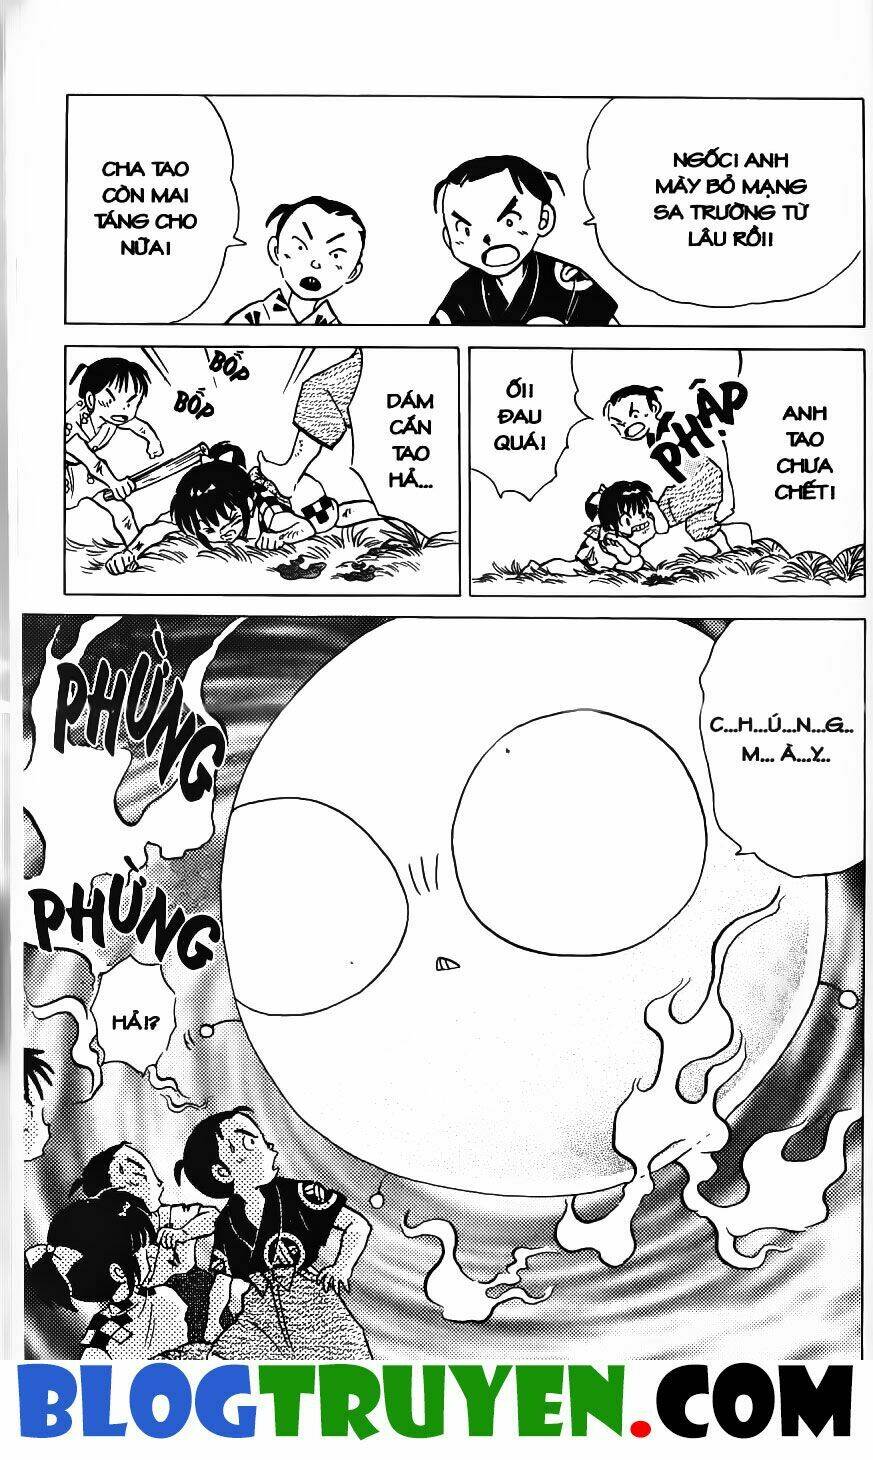 NGỐC! ANH
MÀY BỎ MẠNG
SA TRƯỜNG TỪ
LÂU RỒI!
CHA TAO
CÒN MAI
TÁNG CHO
NỮA!
ANH
TAO
CHƯA
CHẾT!
PHẬP
ỐI!
ĐAU
QUÁ!
DÁM
CẮN
TAO
HẢ...
BỐP
BỐP
C...H...Ú...N...G...
M... À...Y...
PHỪNG
PHỪNG
HẢ!?
BLOGTRUYEN.COM